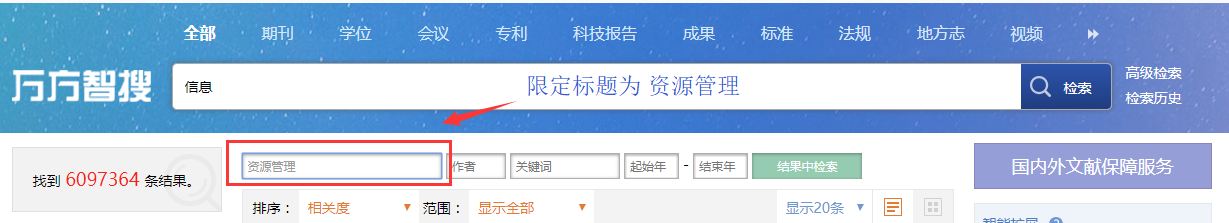 全部 期刊 学位 会议 专利 科技报告 成果 标准 法规 地方志 视频
万方智搜
信息
限定标题为 资源管理
检索
高级检索
检索历史
找到 6097364 条结果。
资源管理 作者 关键词 起始年 - 结束年 结果中检索
国内外文献保障服务
排序: 相关度 范围: 显示全部 显示20条
智能扩展